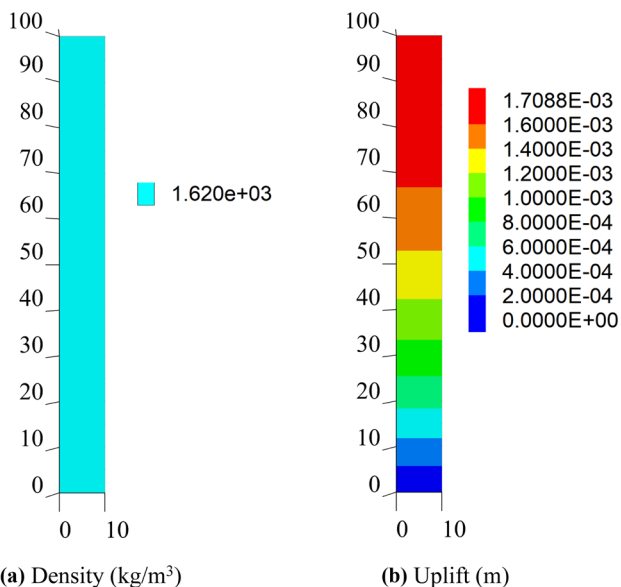 100
90
80
70
60
50
40
30
20
10
0
0 10
1.620e+03
(a) Density (kg/m³)
100
90
80
70
60
50
40
30
20
10
0
0 10
1.7088E-03
1.6000E-03
1.4000E-03
1.2000E-03
1.0000E-03
8.0000E-04
6.0000E-04
4.0000E-04
2.0000E-04
0.0000E+00
(b) Uplift (m)